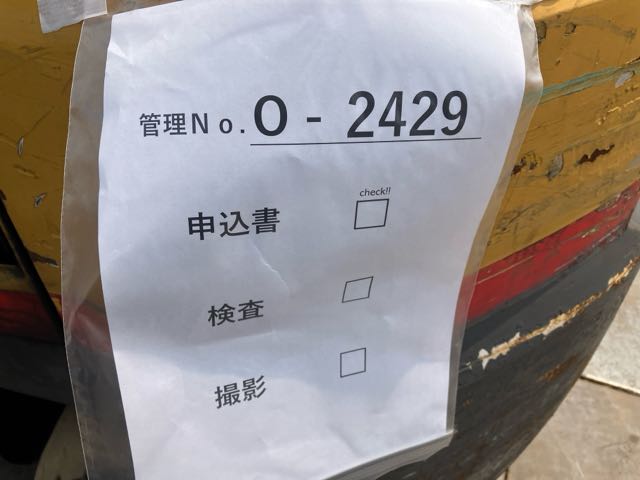 管理No. O - 2429
check!!
申込書 □
検査 □
撮影 □